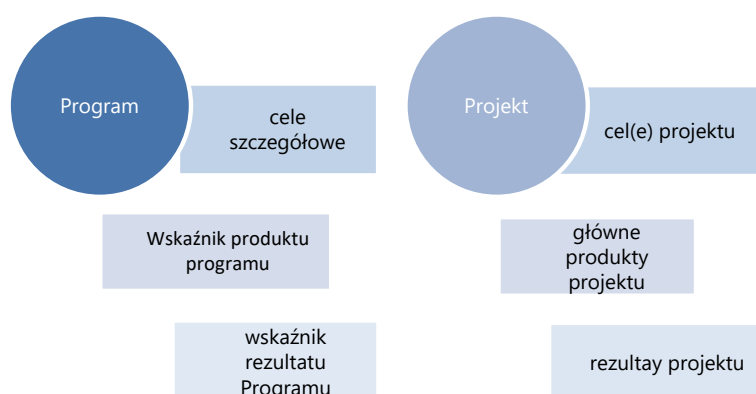 Program
cele
szczegółowe
Wskaźnik produktu
programu
wskaźnik
rezultatu
Programu
Projekt
cel(e) projektu
główne
produkty
projektu
rezultay projektu